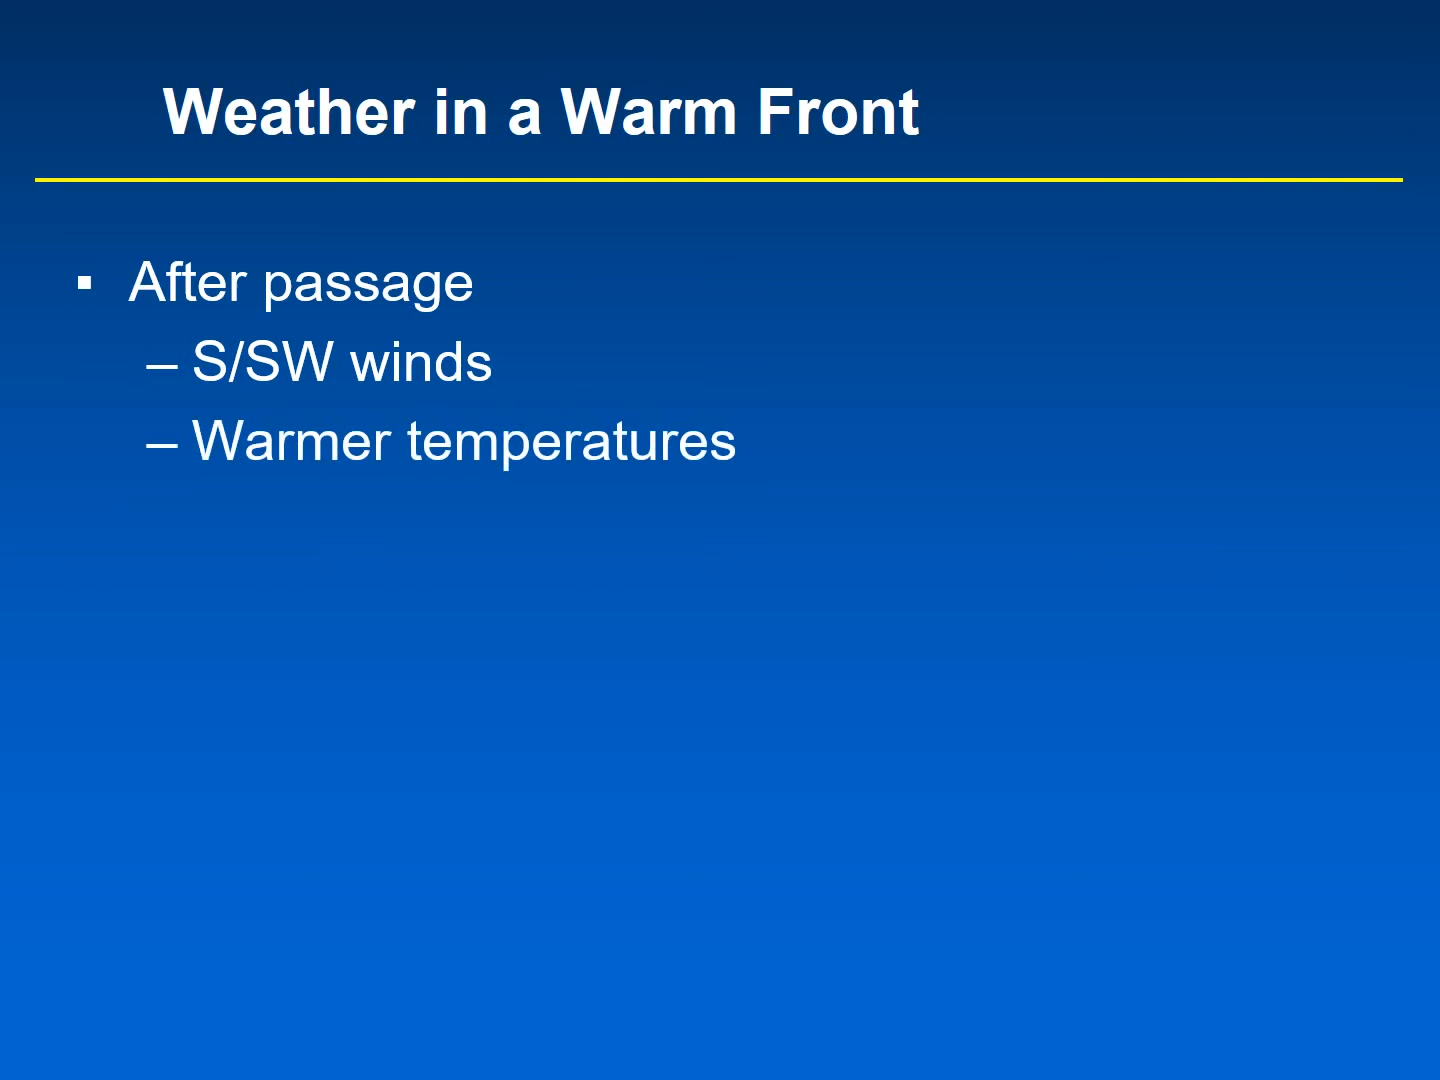 Weather in a Warm Front
▪ After passage
– S/SW winds
– Warmer temperatures